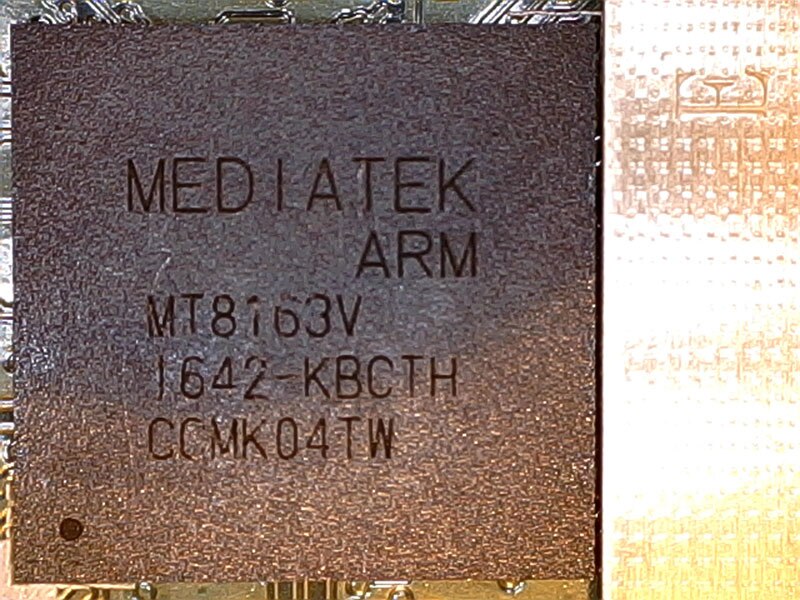 MEDIATEK
ARM
MT8163V
1642-KBCTH
CCMK04TW